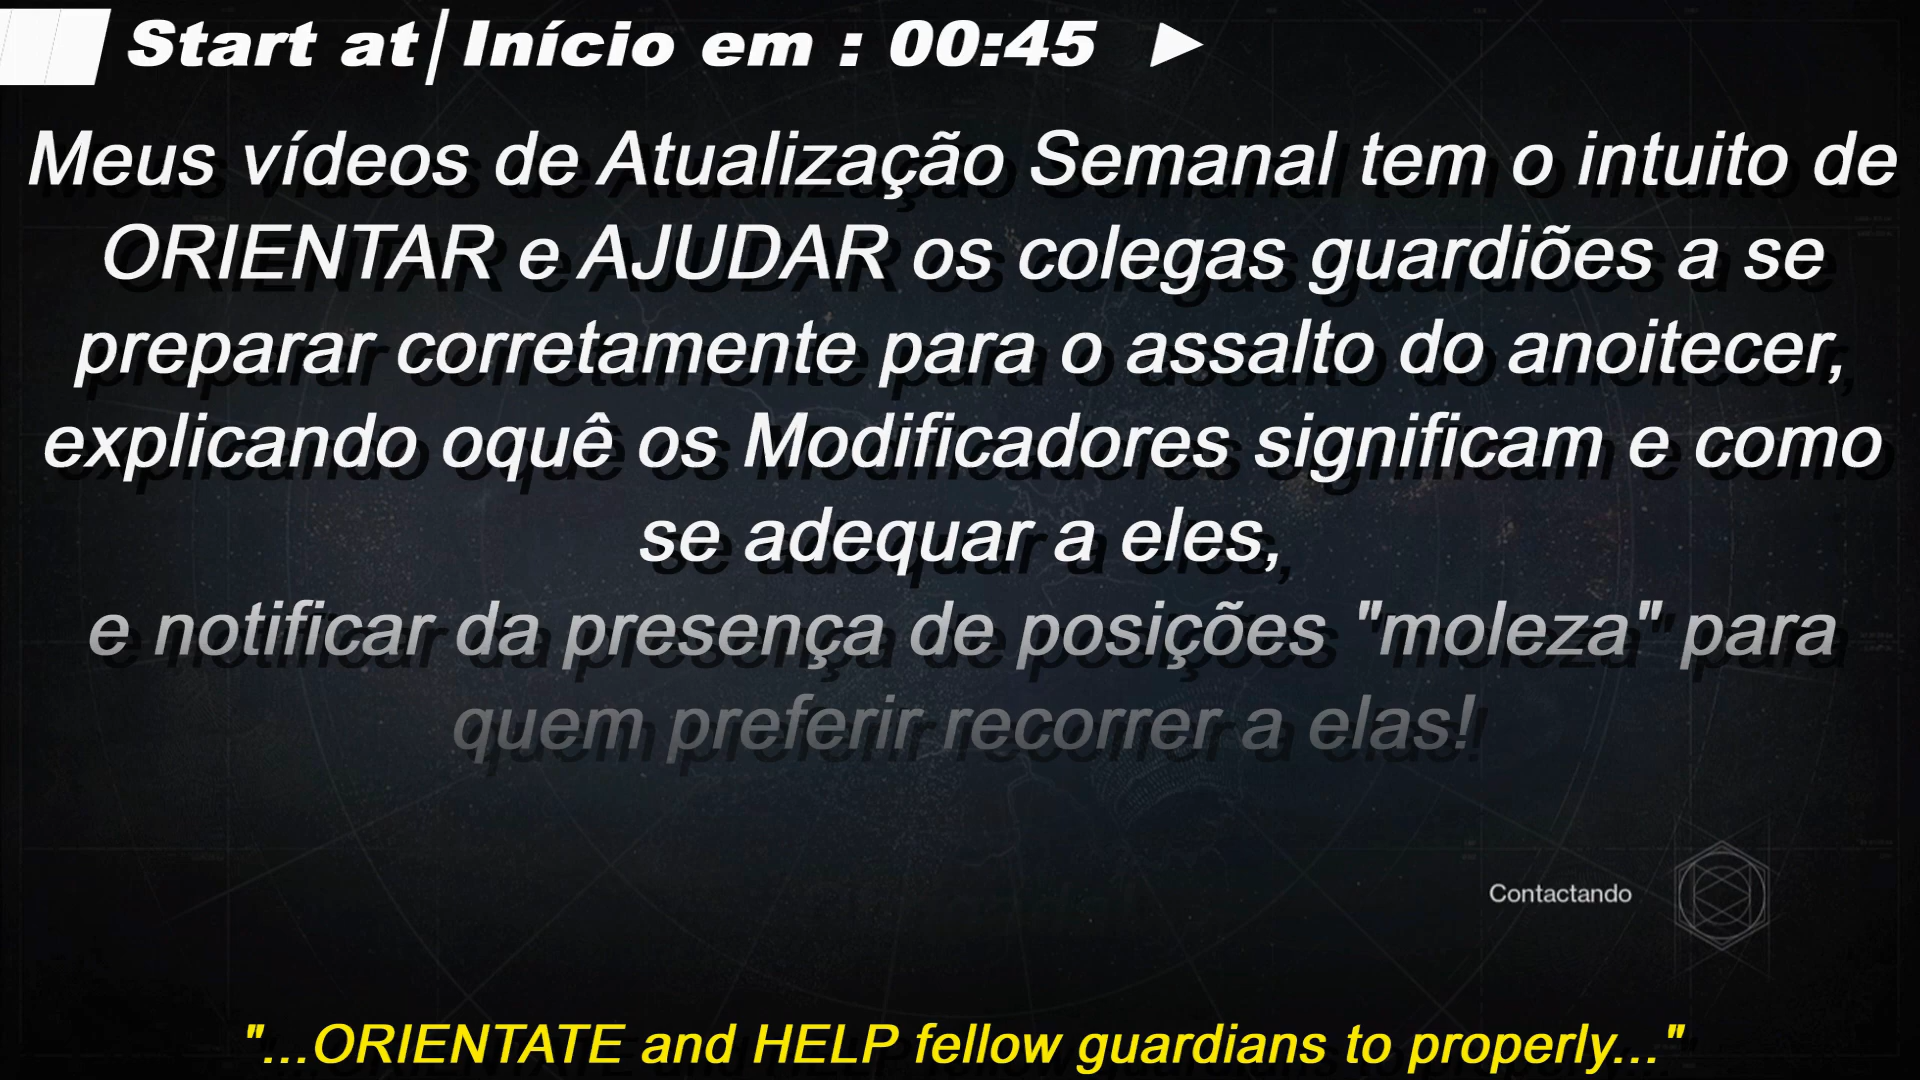 Start at|Início em : 00:45 ►
Meus vídeos de Atualização Semanal tem o intuito de
ORIENTAR e AJUDAR os colegas guardiões a se
preparar corretamente para o assalto do anoitecer,
explicando oquê os Modificadores significam e como
se adequar a eles,
e notificar da presença de posições "moleza" para
quem preferir recorrer a elas!
Contactando
"...ORIENTATE and HELP fellow guardians to properly..."